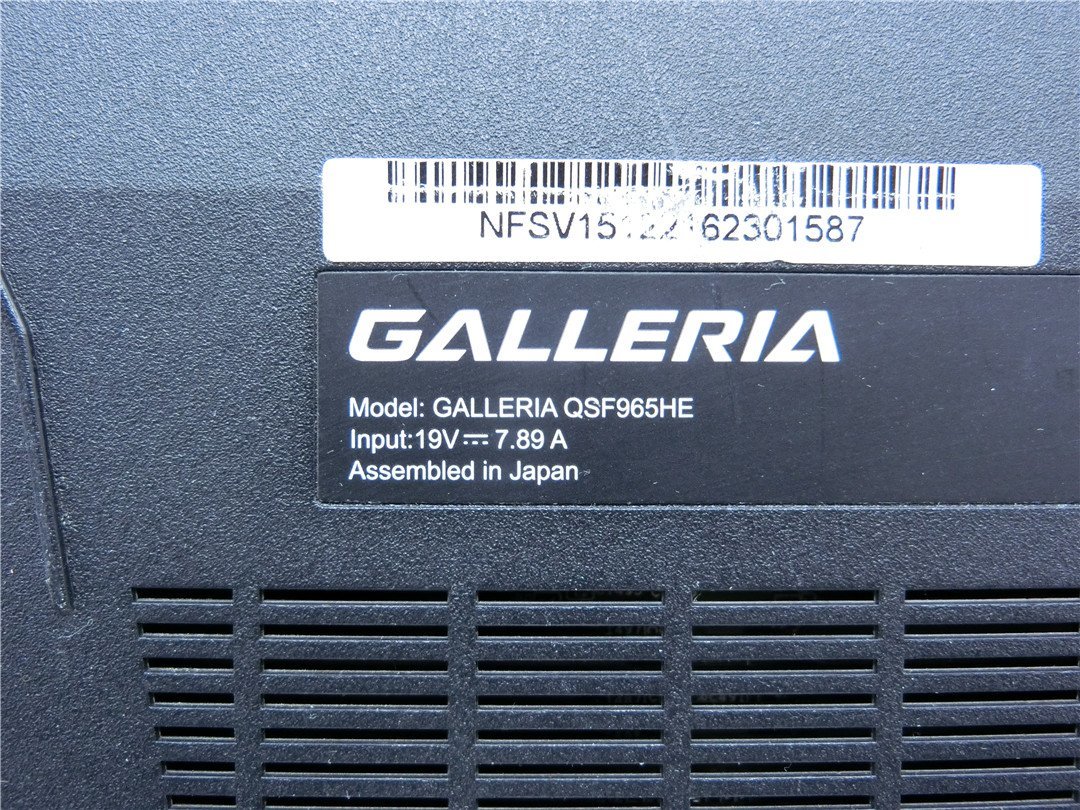 GALLERIA
Model: GALLERIA QSF965HE
Input:19V⎓7.89 A
Assembled in Japan